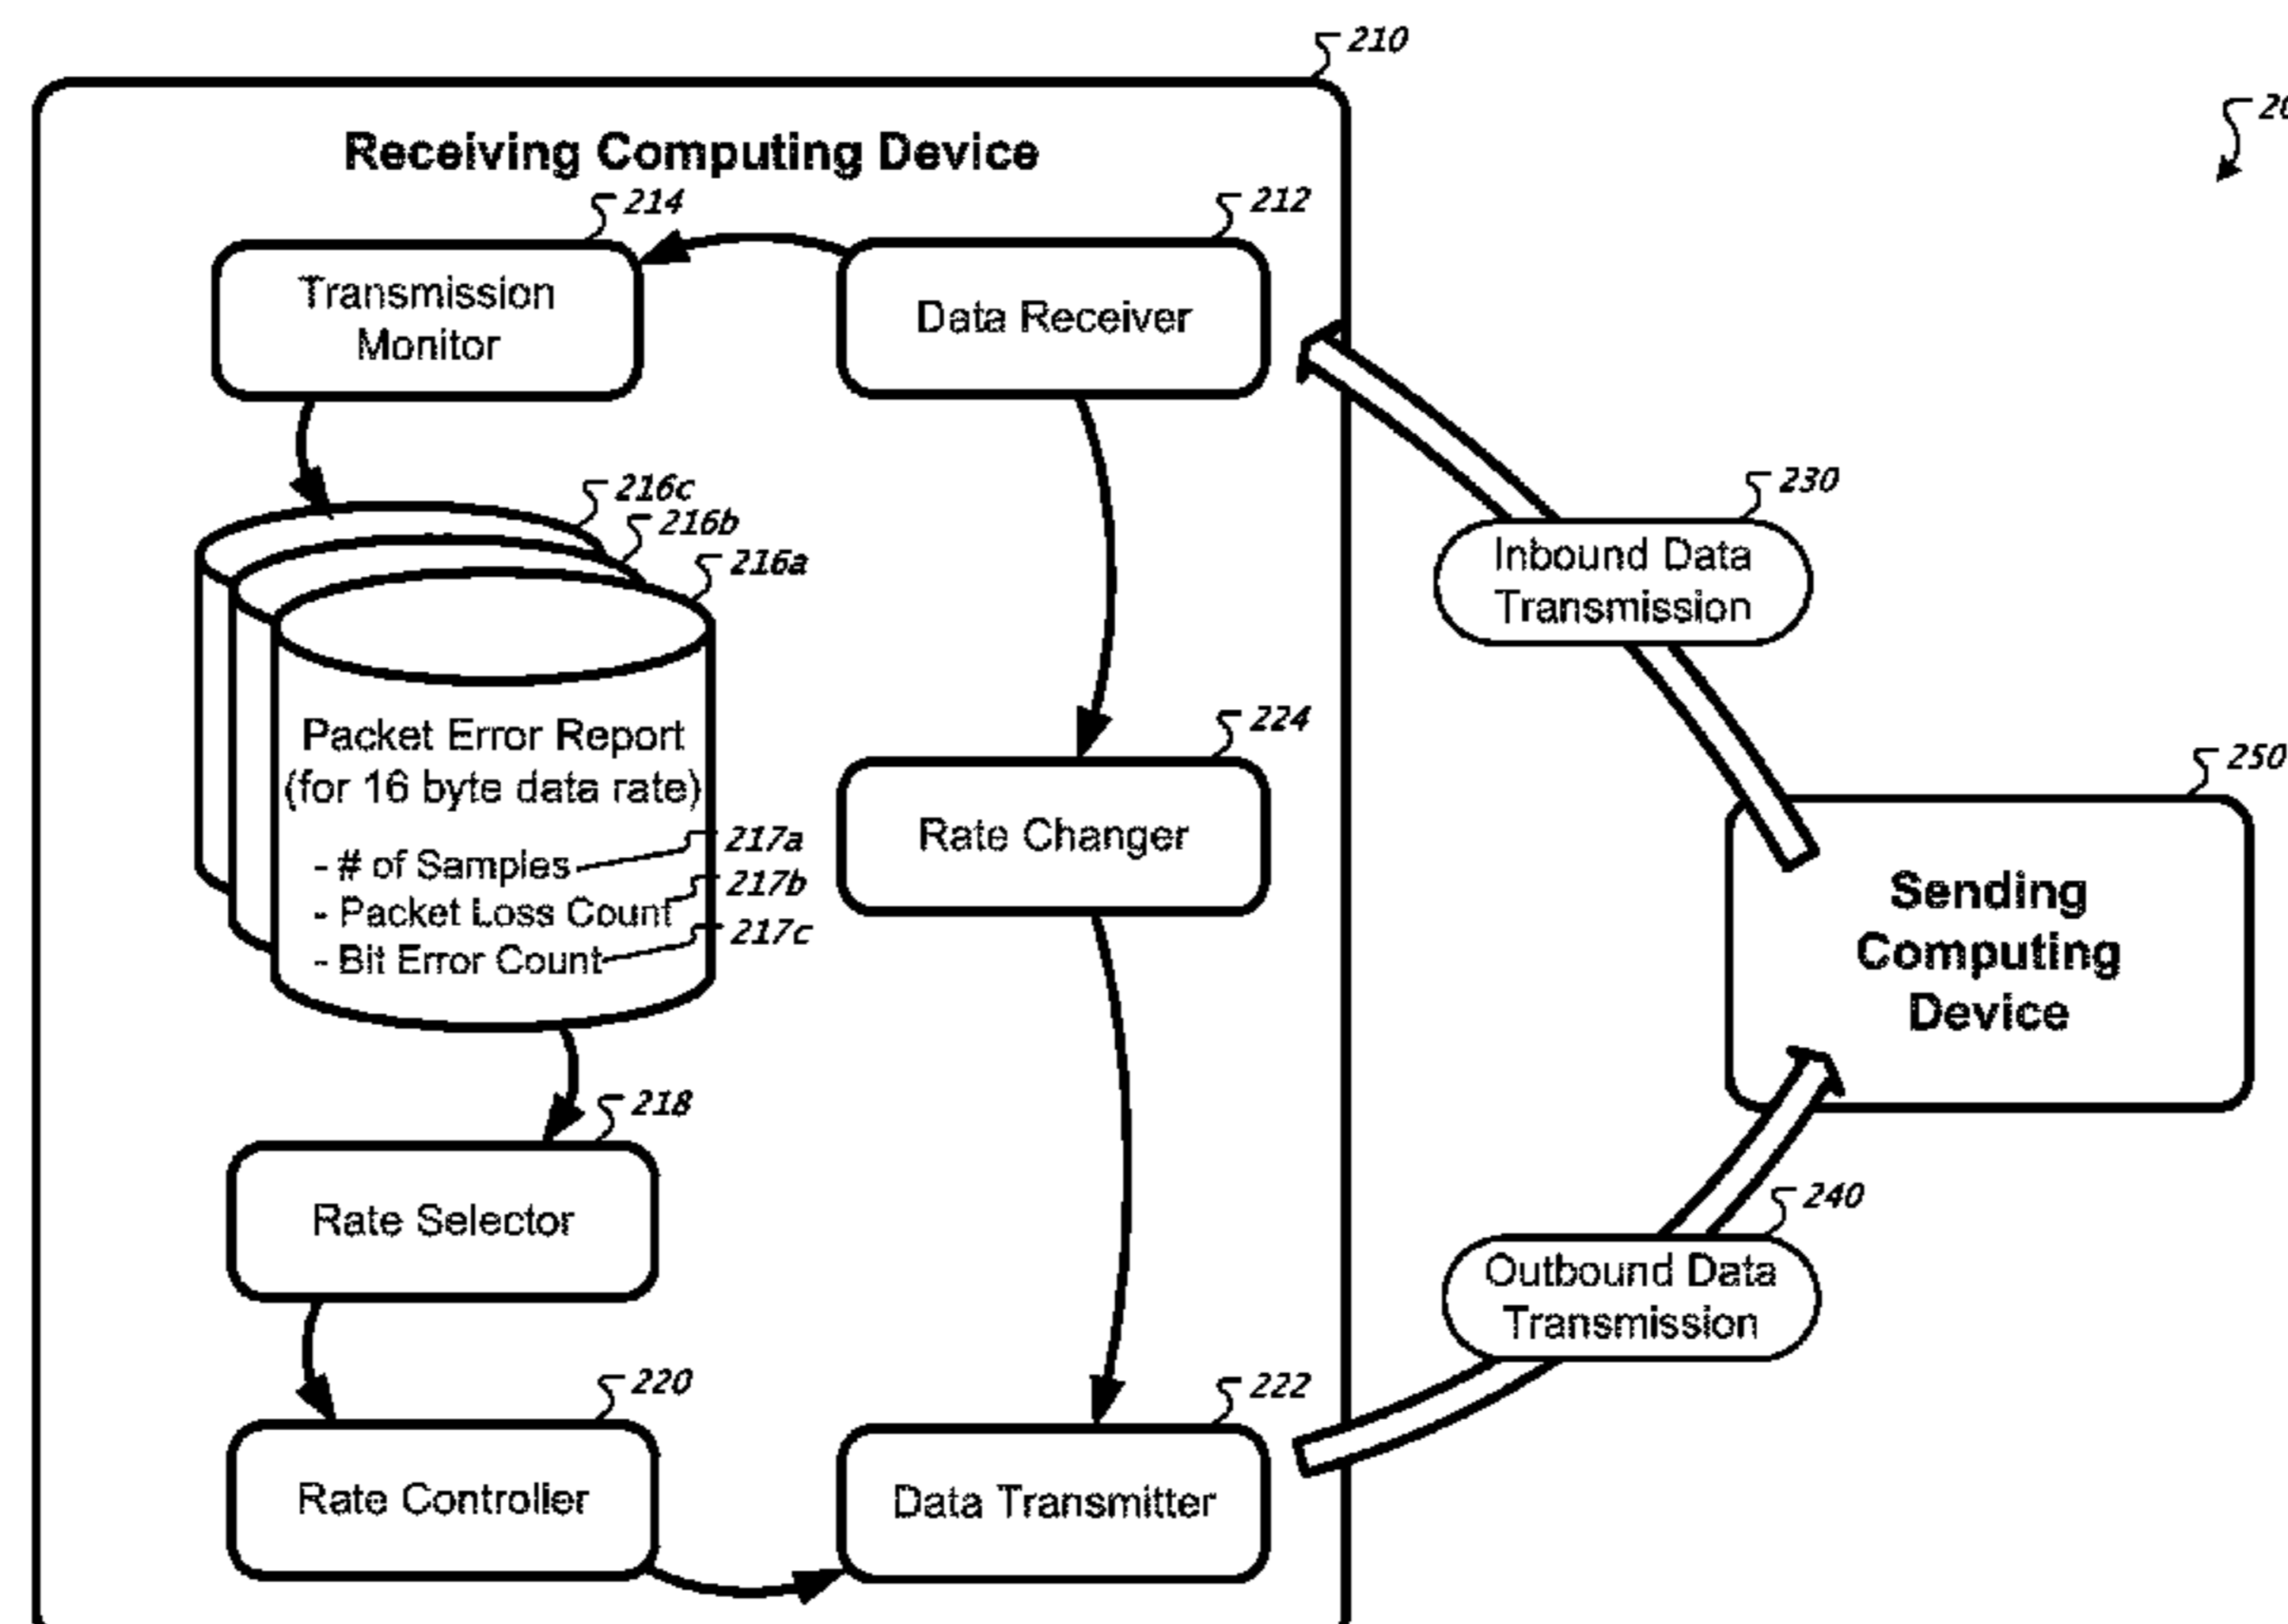 210
20
Receiving Computing Device
214
212
Transmission
Monitor
Data Receiver
216c
216b
216a
230
Inbound Data
Transmission
Packet Error Report
(for 16 byte data rate)
- # of Samples
217a
- Packet Loss Count
217b
- Bit Error Count
217c
224
Rate Changer
250
Sending
Computing
Device
218
Rate Selector
240
Outbound Data
Transmission
220
Rate Controller
222
Data Transmitter